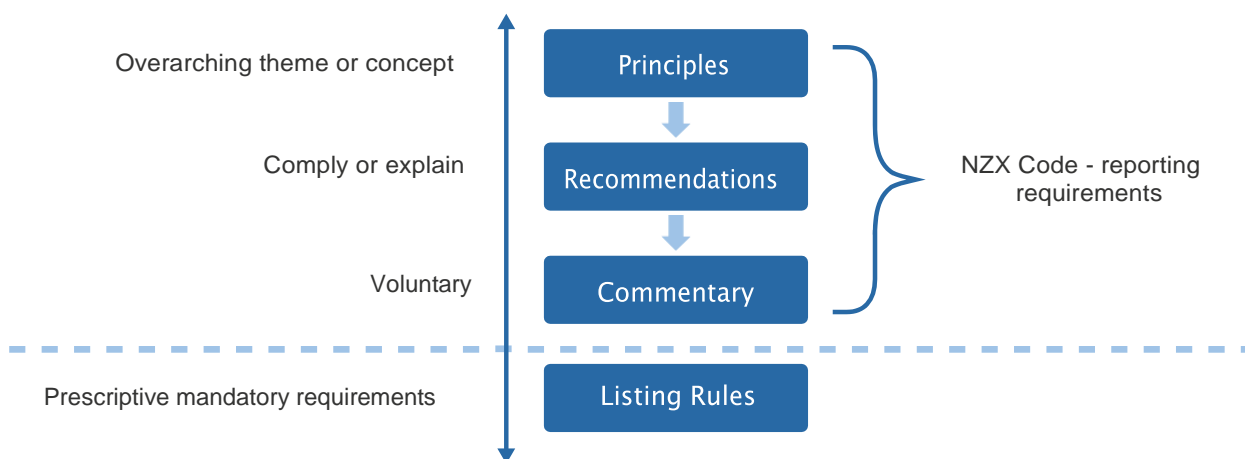 Overarching theme or concept
Principles
Comply or explain
Recommendations
NZX Code - reporting
requirements
Voluntary
Commentary
Prescriptive mandatory requirements
Listing Rules